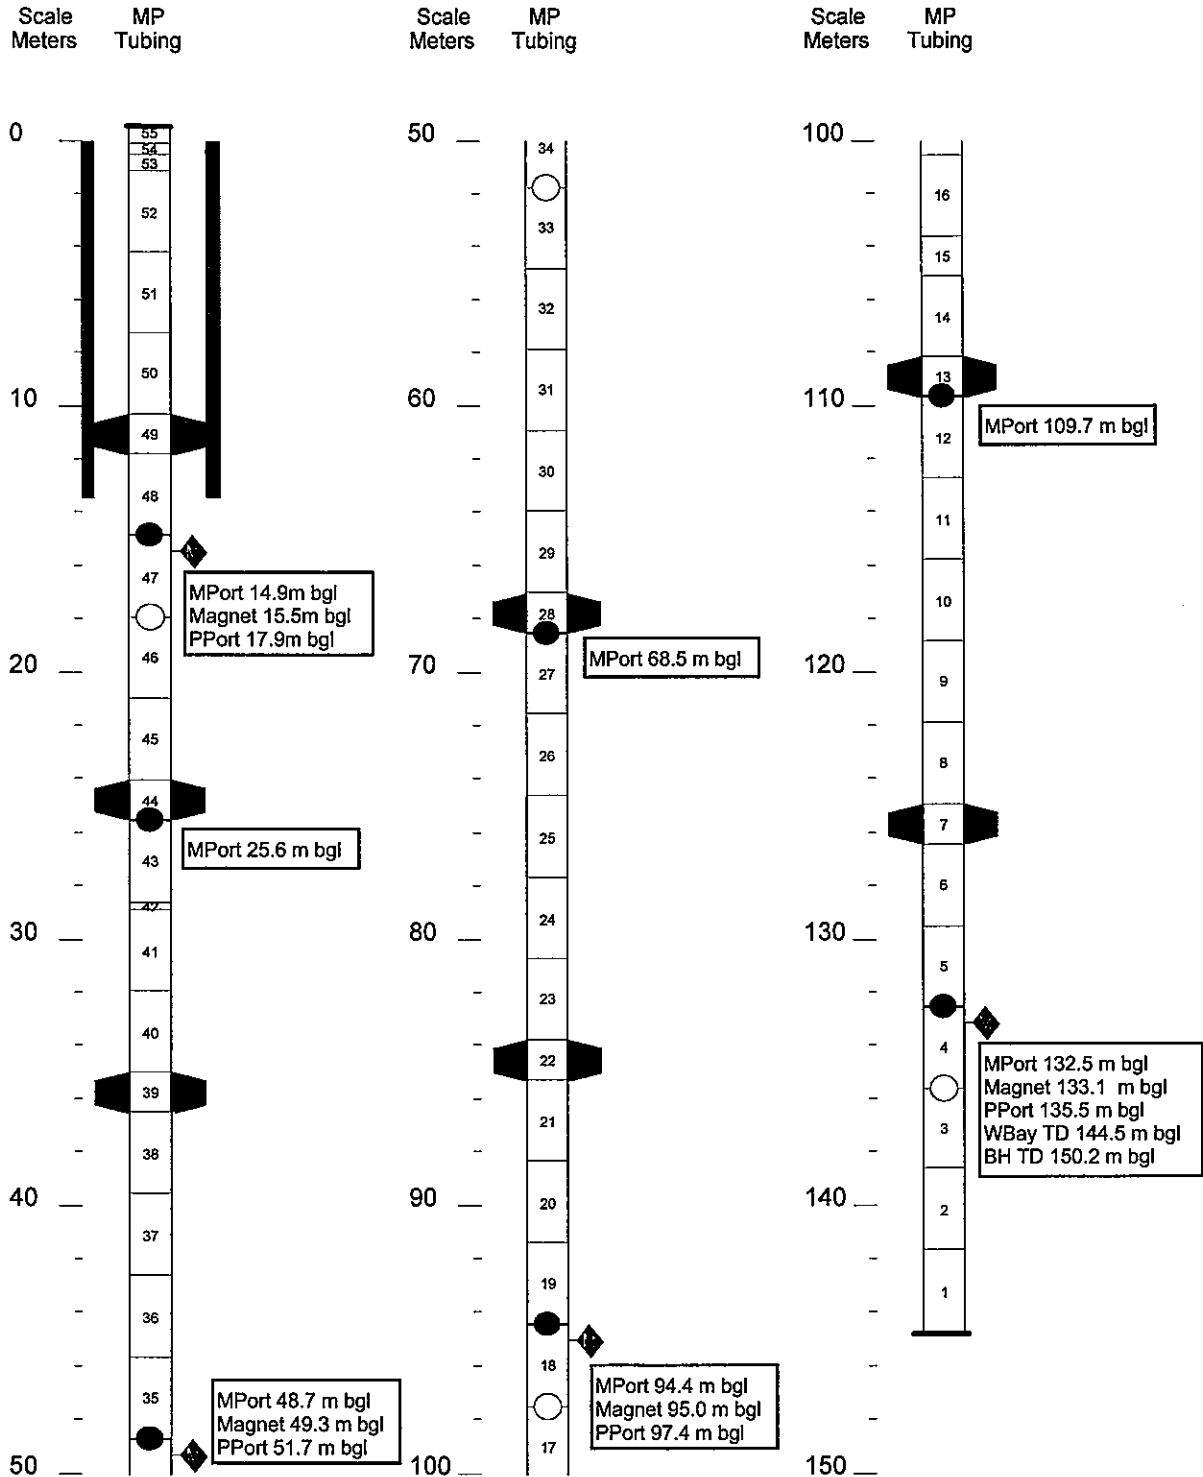 Scale
Meters
MP
Tubing
0
55
54
53
52
51
50
10
49
48
47
MPort 14.9m bgl
Magnet 15.5m bgl
PPort 17.9m bgl
46
20
45
44
MPort 25.6 m bgl
43
42
30
41
40
39
38
40
37
36
35
MPort 48.7 m bgl
Magnet 49.3 m bgl
PPort 51.7 m bgl
50
Scale
Meters
MP
Tubing
50
34
33
32
31
60
30
29
28
MPort 68.5 m bgl
70
27
26
25
24
80
23
22
21
90
20
19
18
MPort 94.4 m bgl
Magnet 95.0 m bgl
PPort 97.4 m bgl
17
100
Scale
Meters
MP
Tubing
100
16
15
14
13
110
MPort 109.7 m bgl
12
11
10
120
9
8
7
6
130
5
4
MPort 132.5 m bgl
Magnet 133.1 m bgl
PPort 135.5 m bgl
WBay TD 144.5 m bgl
BH TD 150.2 m bgl
3
140
2
1
150